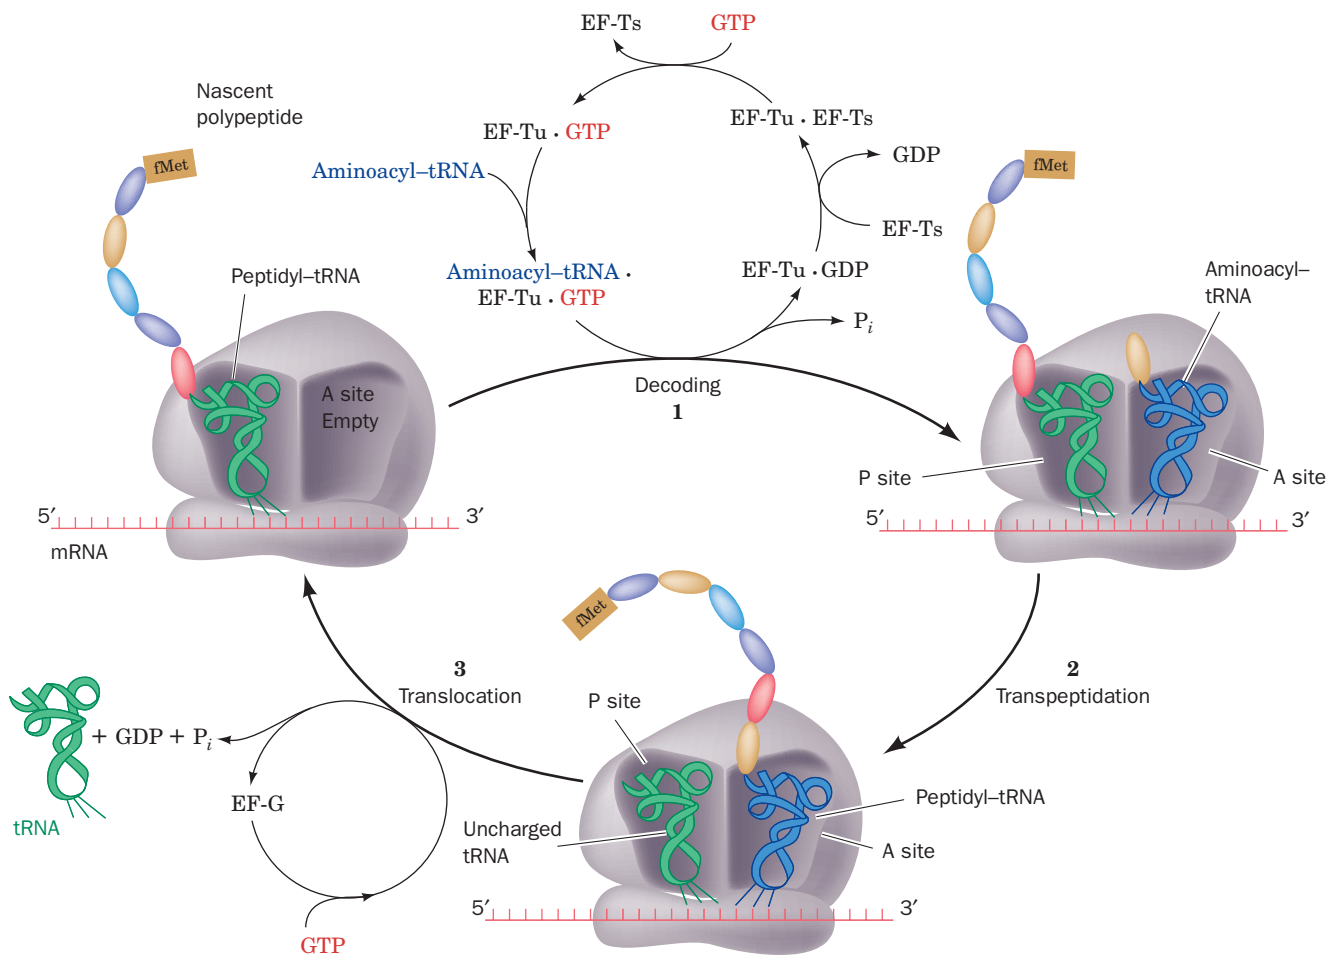 EF-Ts
GTP
Nascent
polypeptide
EF-Tu · GTP
EF-Tu · EF-Ts
GDP
Aminoacyl–tRNA
EF-Ts
fMet
fMet
Aminoacyl–tRNA ·
EF-Tu · GTP
EF-Tu · GDP
Pi
Peptidyl–tRNA
Aminoacyl–
tRNA
A site
Empty
Decoding
1
P site
A site
5′
3′
mRNA
5′
3′
fMet
3
Translocation
2
Transpeptidation
P site
+ GDP + Pi
EF-G
tRNA
Uncharged
tRNA
Peptidyl–tRNA
A site
5′
3′
GTP